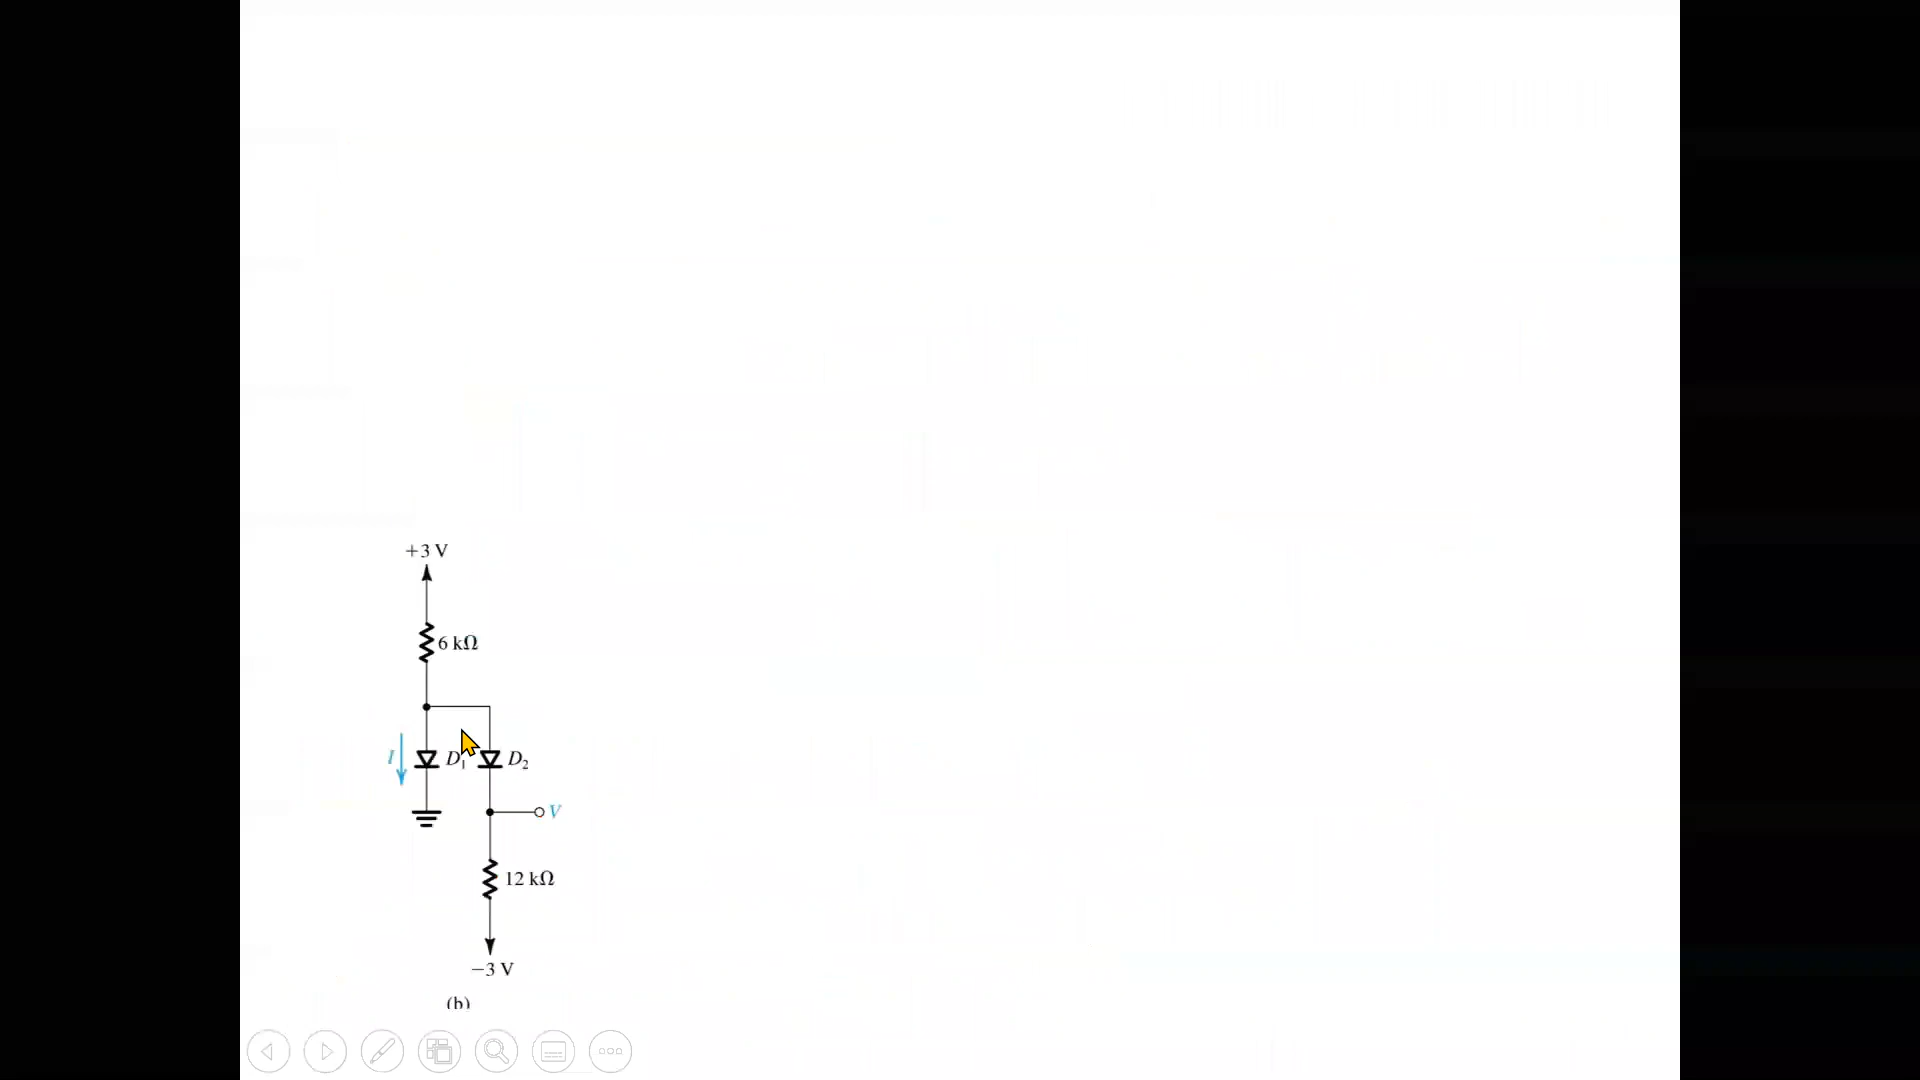 +3 V
6 kΩ
I
D₁
D₂
V
12 kΩ
−3 V
(b)